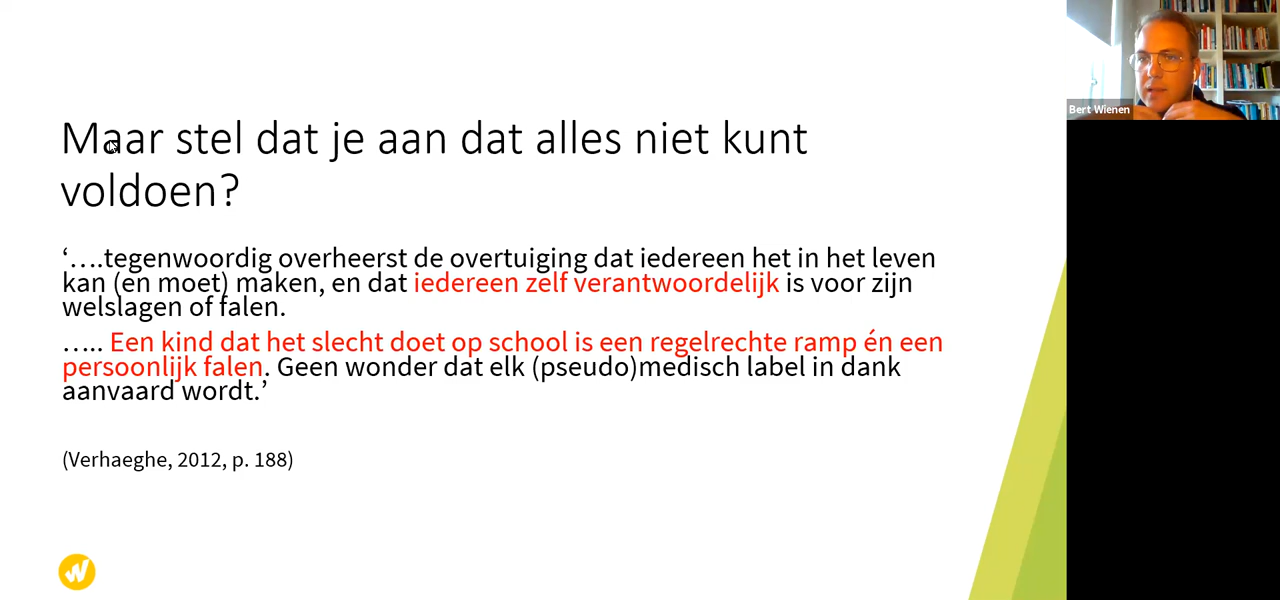 Maar stel dat je aan dat alles niet kunt
voldoen?
‘….tegenwoordig overheerst de overtuiging dat iedereen het in het leven
kan (en moet) maken, en dat iedereen zelf verantwoordelijk is voor zijn
welslagen of falen.
….. Een kind dat het slecht doet op school is een regelrechte ramp én een
persoonlijk falen. Geen wonder dat elk (pseudo)medisch label in dank
aanvaard wordt.’
(Verhaeghe, 2012, p. 188)
Bert Wienen